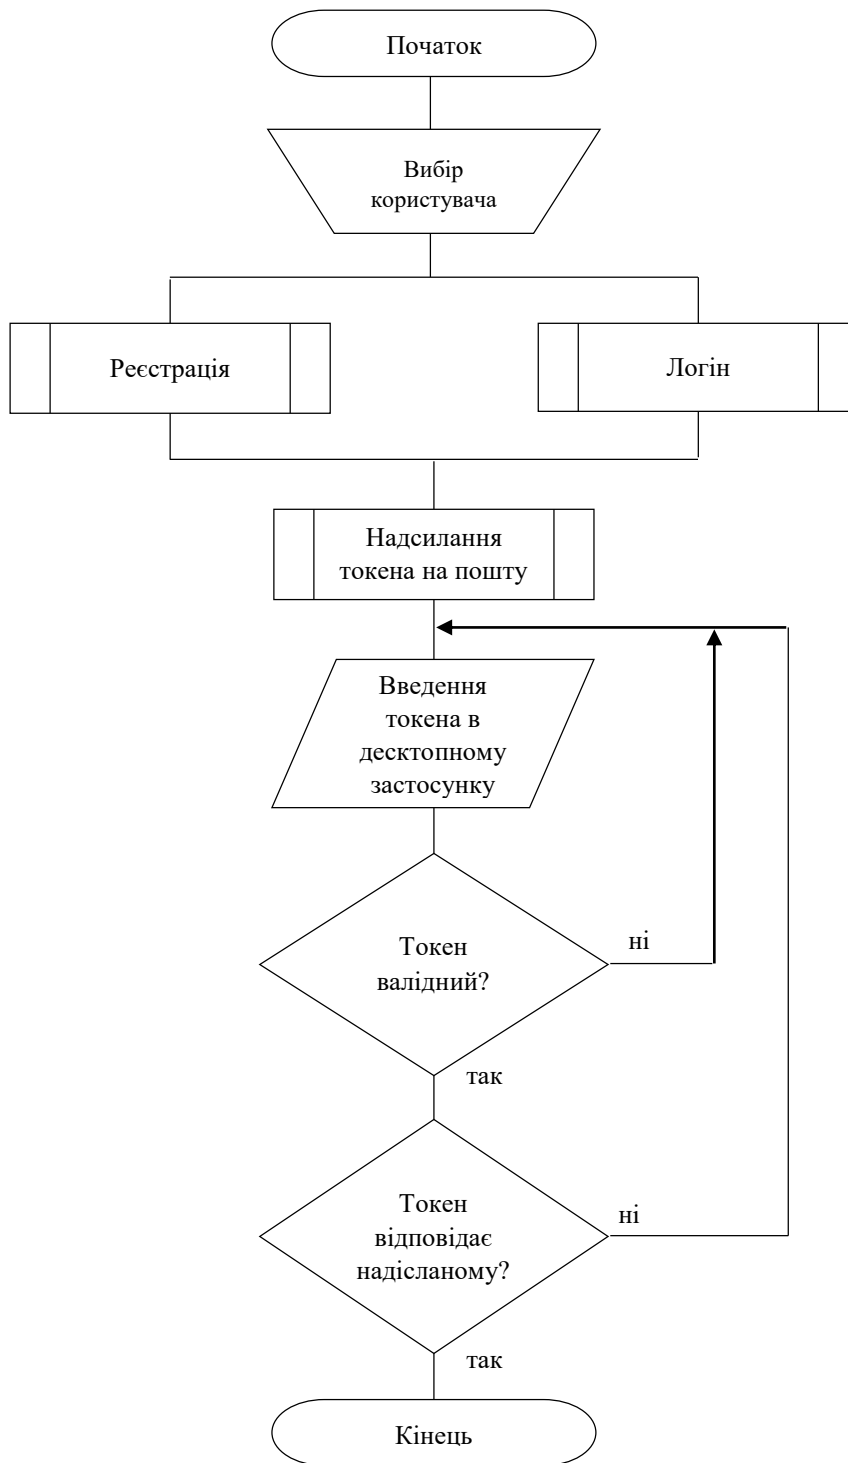 Початок
Вибір
користувача
Реєстрація
Логін
Надсилання
токена на пошту
Введення
токена в
десктопному
застосунку
Токен
валідний?
ні
так
Токен
відповідає
надісланому?
ні
так
Кінець